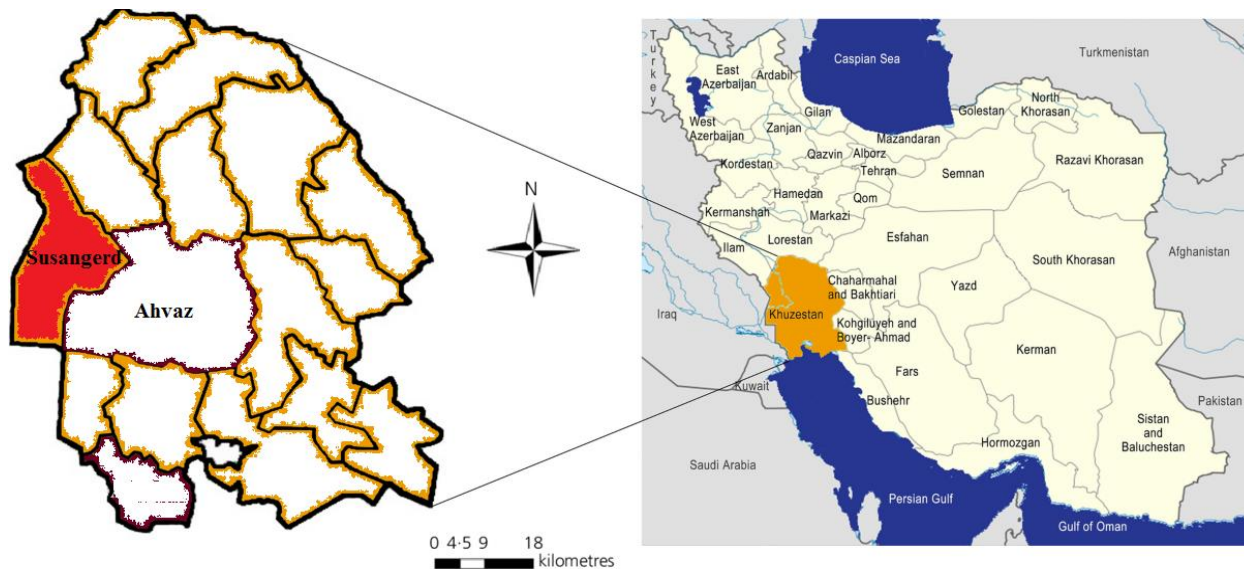 Susangerd
Ahvaz
N
0 4·5 9 18
kilometres
Turkey
Caspian Sea
Turkmenistan
East
Azerbaijan
Ardabil
West
Azerbaijan
Gilan
Zanjan
Golestan
North
Khorasan
Mazandaran
Qazvin
Alborz
Tehran
Kordestan
Semnan
Razavi Khorasan
Hamedan
Qom
Kermanshah
Markazi
Ilam
Lorestan
Esfahan
South Khorasan
Afghanistan
Chaharmahal
and Bakhtiari
Yazd
Iraq
Khuzestan
Kohgiluyeh and
Boyer- Ahmad
Kerman
Kuwait
Fars
Bushehr
Pakistan
Sistan
and
Baluchestan
Hormozgan
Saudi Arabia
Persian Gulf
Gulf of Oman